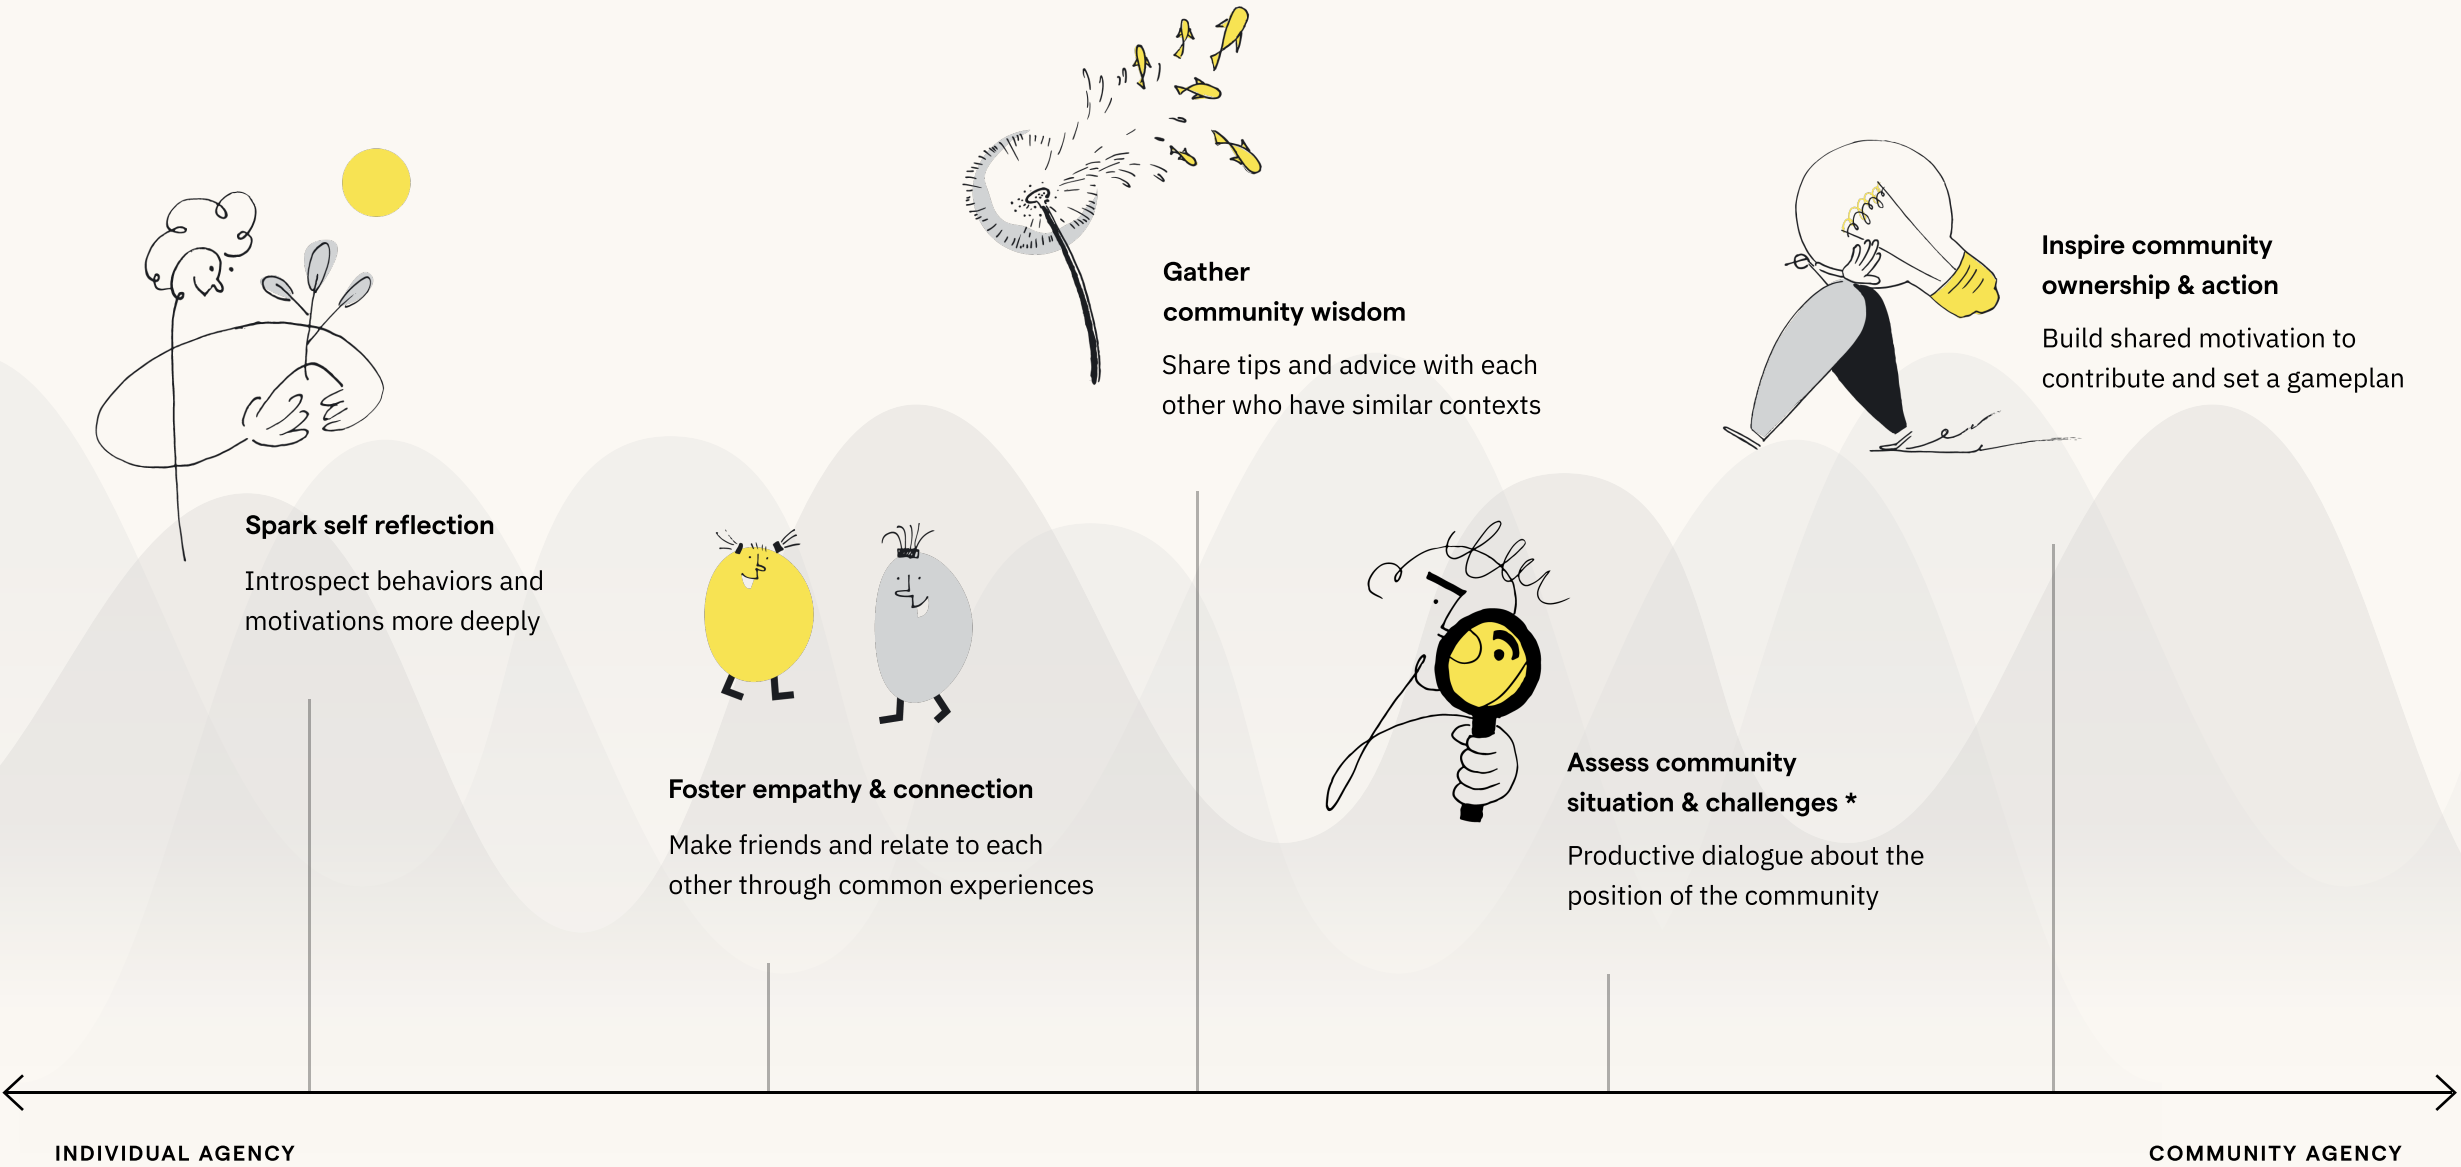 Spark self reflection
Introspect behaviors and
motivations more deeply
Foster empathy & connection
Make friends and relate to each
other through common experiences
Gather
community wisdom
Share tips and advice with each
other who have similar contexts
Assess community
situation & challenges *
Productive dialogue about the
position of the community
Inspire community
ownership & action
Build shared motivation to
contribute and set a gameplan
INDIVIDUAL AGENCY
COMMUNITY AGENCY